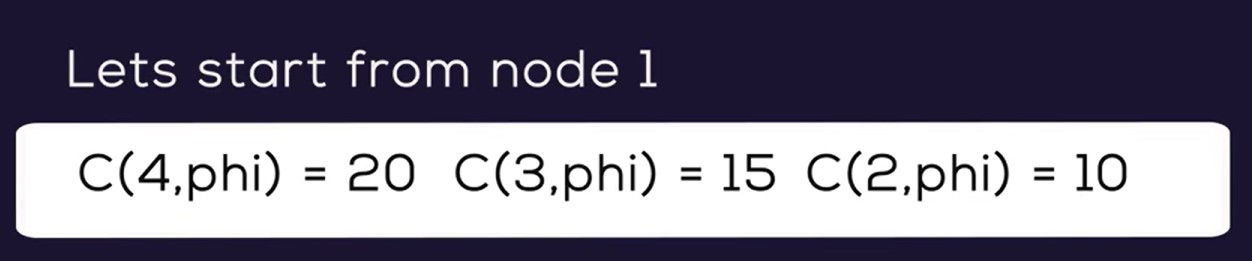 Lets start from node 1
C(4,phi) = 20 C(3,phi) = 15 C(2,phi) = 10